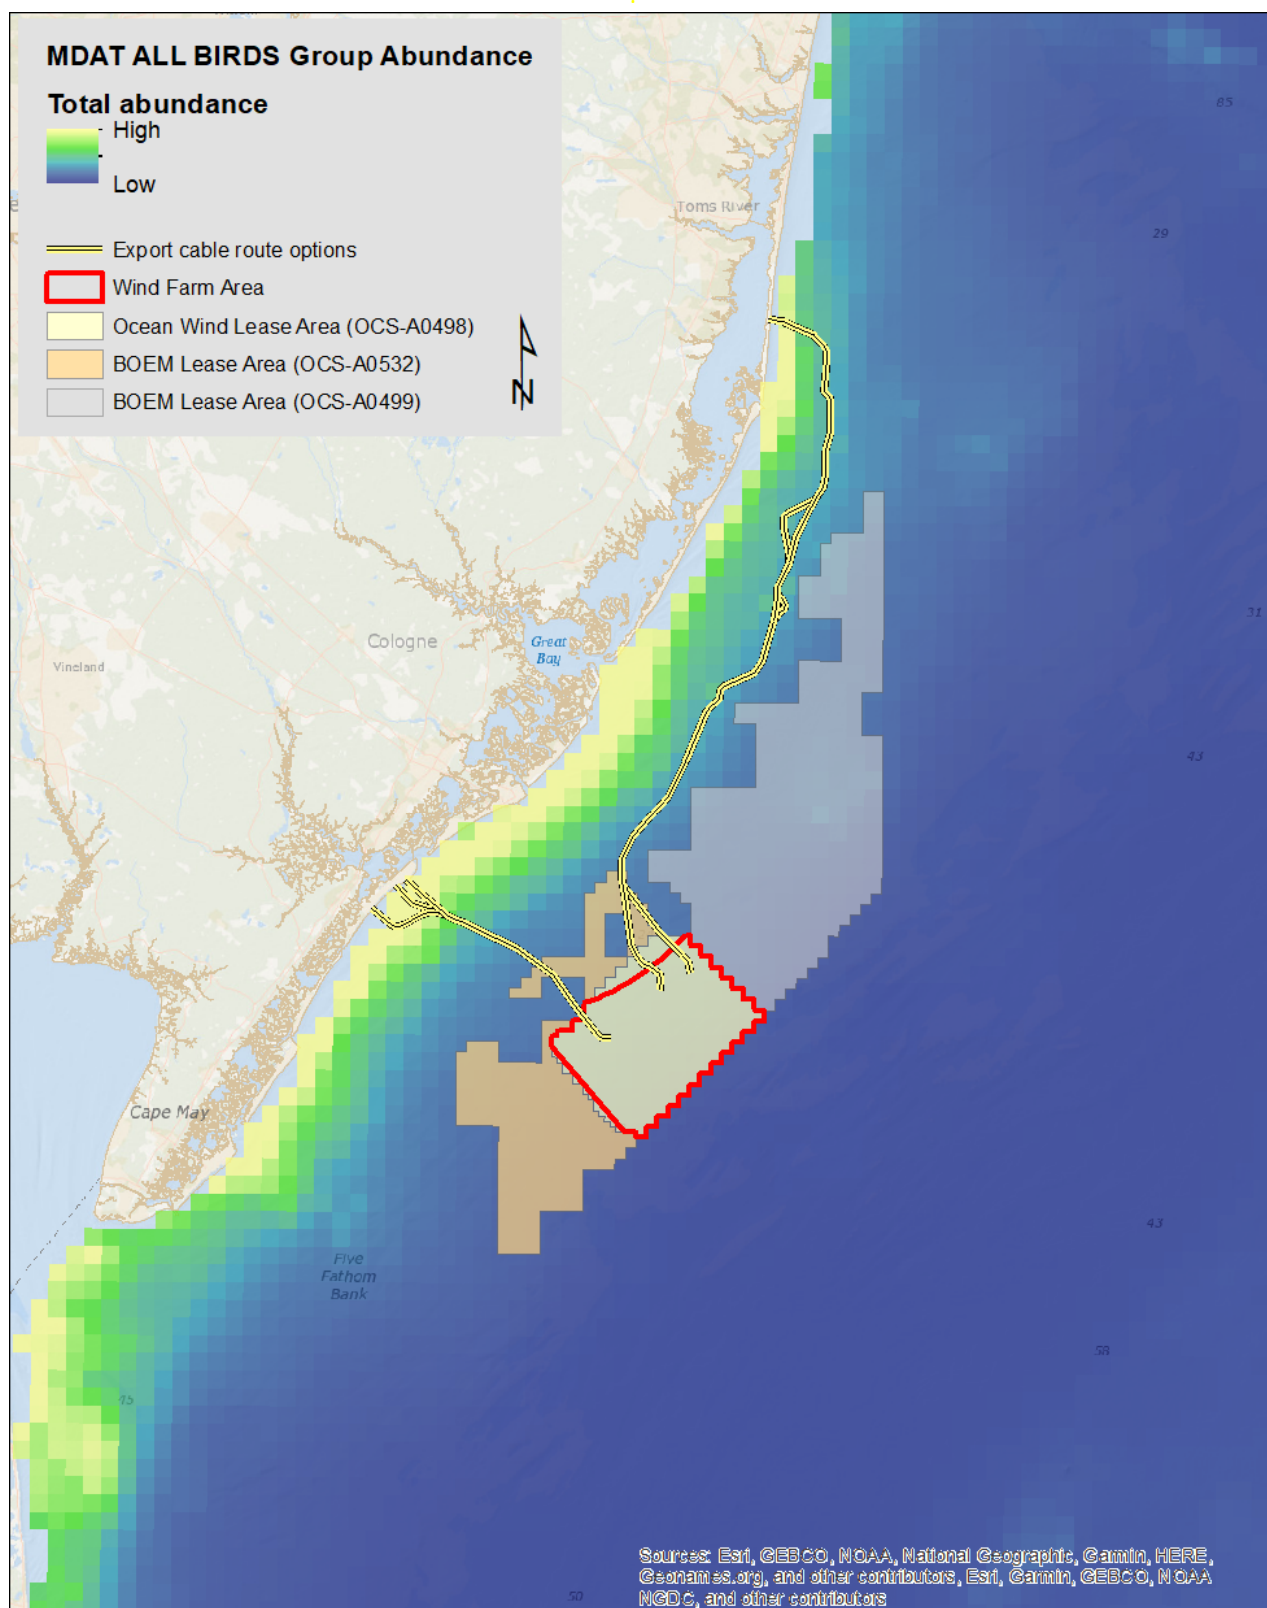 MDAT ALL BIRDS Group Abundance
Total abundance
High
Low
Export cable route options
Wind Farm Area
Ocean Wind Lease Area (OCS-A0498)
BOEM Lease Area (OCS-A0532)
BOEM Lease Area (OCS-A0499)
N
85
Toms River
29
31
Cologne
Great
Bay
Vineland
43
Cape May
43
Five
Fathom
Bank
58
45
50
Sources: Esri, GEBCO, NOAA, National Geographic, Garmin, HERE,
Geonames.org, and other contributors, Esri, Garmin, GEBCO, NOAA
NGDC, and other contributors